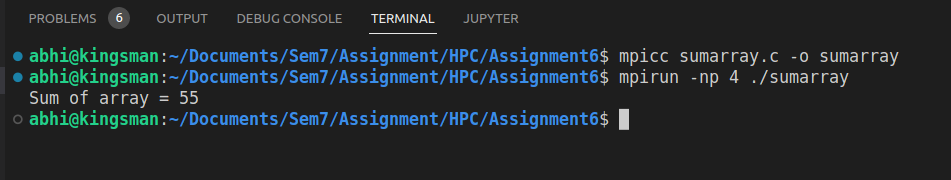 PROBLEMS 6 OUTPUT DEBUG CONSOLE TERMINAL JUPYTER
abhi@kingsman:~/Documents/Sem7/Assignment/HPC/Assignment6$ mpicc sumarray.c -o sumarray
abhi@kingsman:~/Documents/Sem7/Assignment/HPC/Assignment6$ mpirun -np 4 ./sumarray
Sum of array = 55
abhi@kingsman:~/Documents/Sem7/Assignment/HPC/Assignment6$